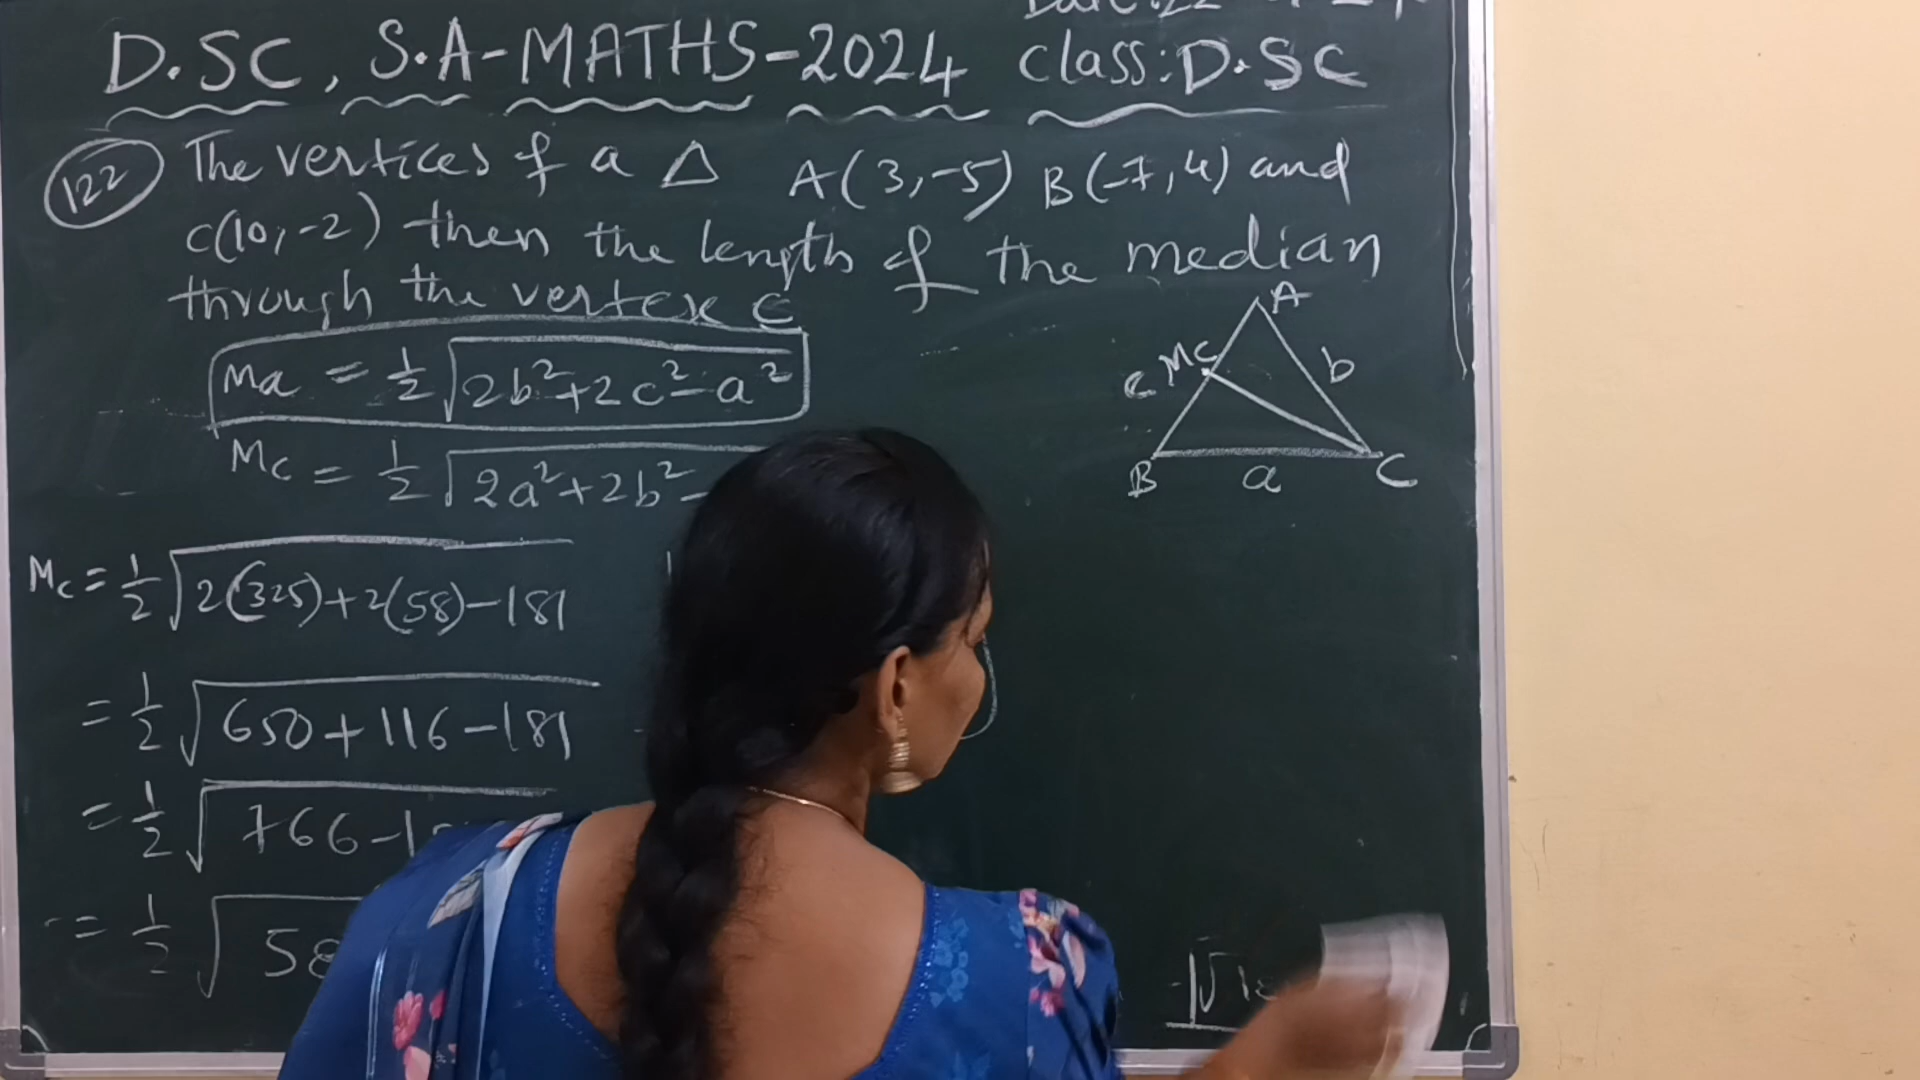 D.SC, S.A-MATHS-2024 class: D.SC
122 The vertices of a Δ A(3,-5) B(-7,4) and
C(10,-2) then the length of the median
through the vertex C
Ma = 1/2 √(2b²+2c²-a²)
Mc = 1/2 √(2a²+2b²-
Mc = 1/2 √(2(325)+2(58)-181)
= 1/2 √(650+116-181)
= 1/2 √(766-1
= 1/2 √58
A
Mc
c
b
B
a
C